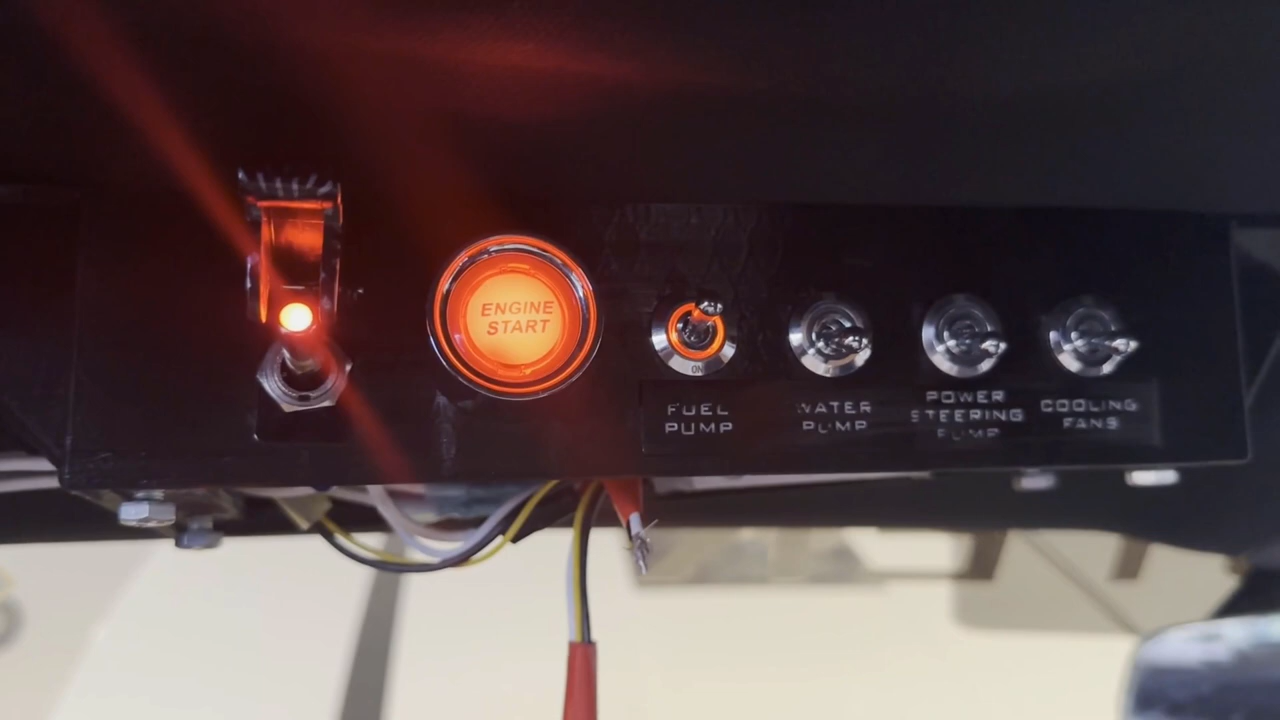 ENGINE
START
ON
FUEL
PUMP
WATER
PUMP
POWER
STEERING
PUMP
COOLING
FANS